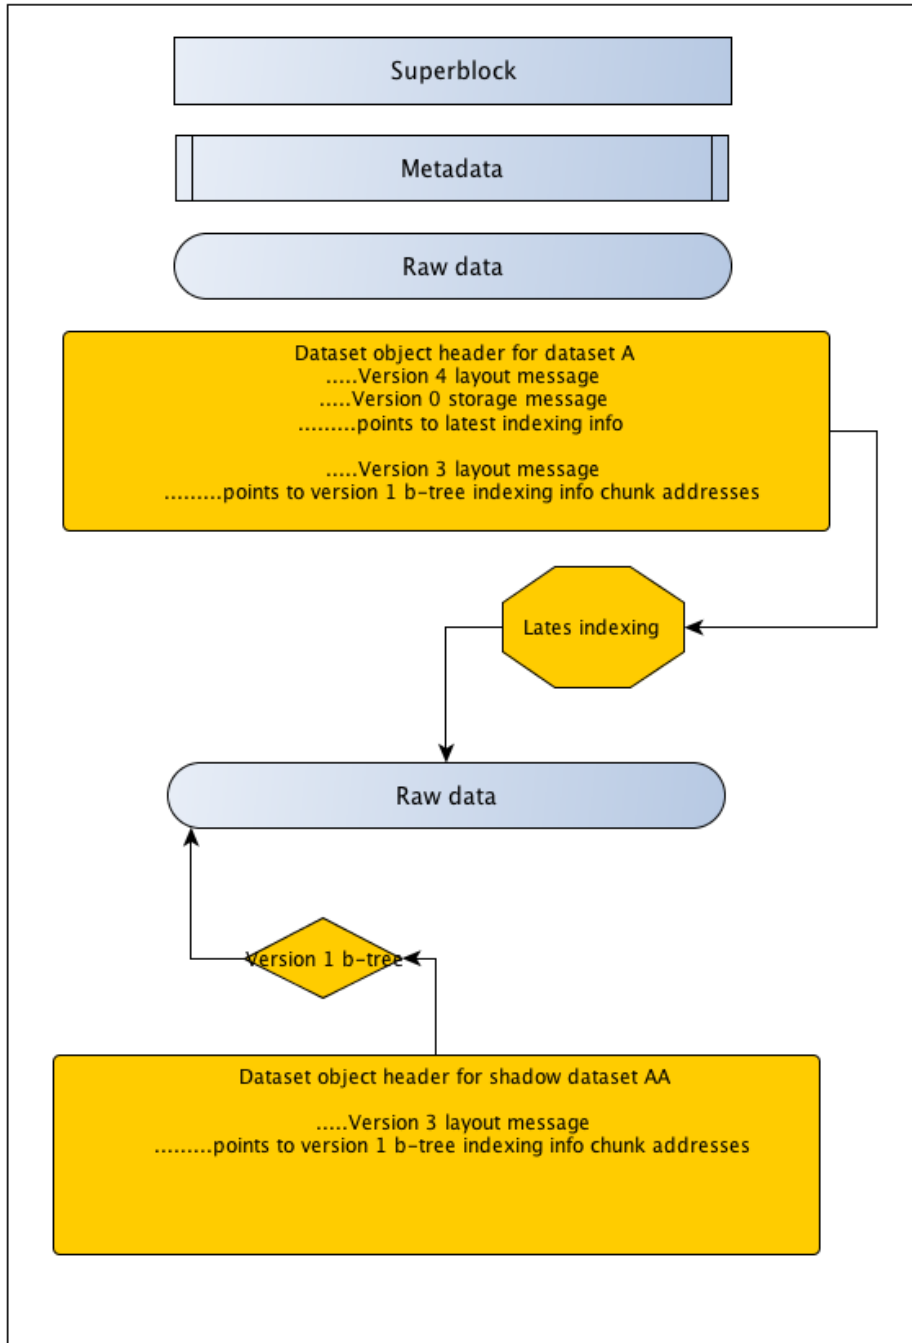 Superblock
Metadata
Raw data
Dataset object header for dataset A
.....Version 4 layout message
.....Version 0 storage message
.........points to latest indexing info
.....Version 3 layout message
.........points to version 1 b-tree indexing info chunk addresses
Lates indexing
Raw data
Version 1 b-tree
Dataset object header for shadow dataset AA
.....Version 3 layout message
.........points to version 1 b-tree indexing info chunk addresses